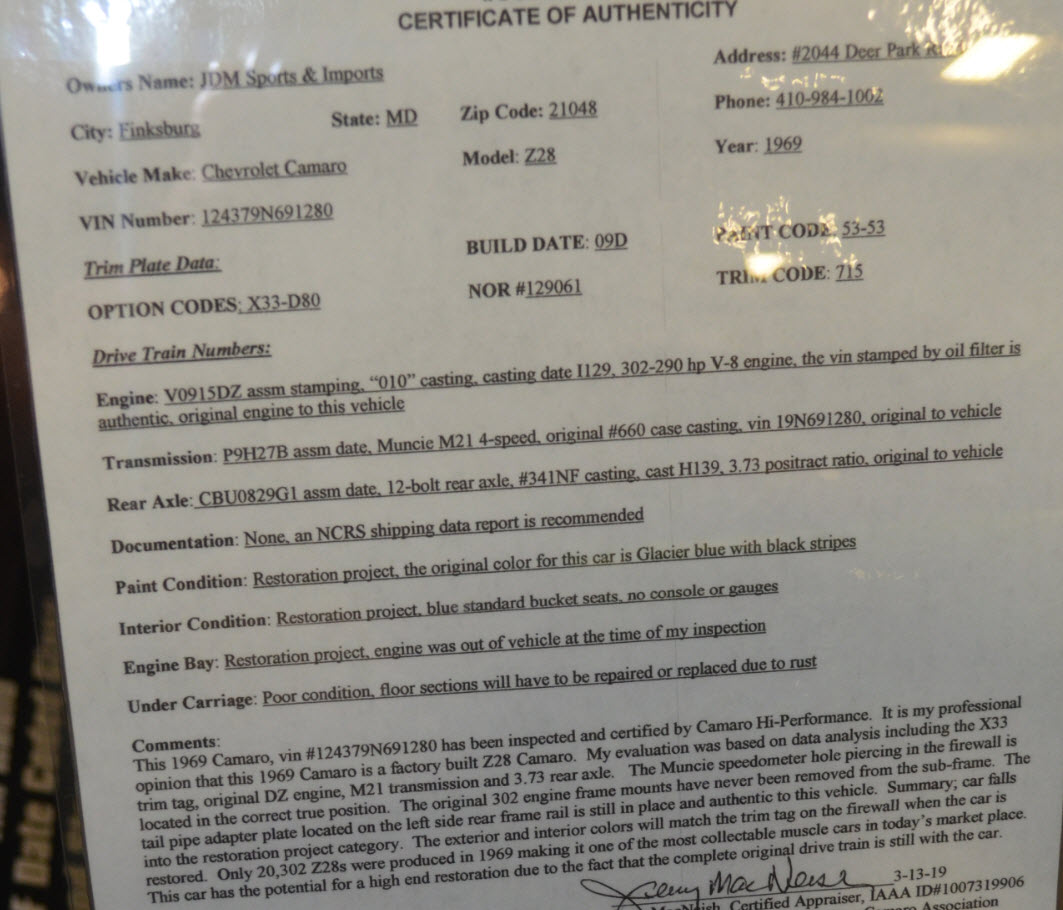 CERTIFICATE OF AUTHENTICITY
Owners Name: JDM Sports & Imports Address: #2044 Deer Park
City: Finksburg State: MD Zip Code: 21048 Phone: 410-984-1002
Vehicle Make: Chevrolet Camaro Model: Z28 Year: 1969
VIN Number: 124379N691280
Trim Plate Data: BUILD DATE: 09D PAINT CODE: 53-53
OPTION CODES: X33-D80 NOR #129061 TRIM CODE: 715
Drive Train Numbers:
Engine: V0915DZ assm stamping, "010" casting, casting date I129, 302-290 hp V-8 engine, the vin stamped by oil filter is
authentic, original engine to this vehicle
Transmission: P9H27B assm date, Muncie M21 4-speed, original #660 case casting, vin 19N691280, original to vehicle
Rear Axle: CBU0829G1 assm date, 12-bolt rear axle, #341NF casting, cast H139, 3.73 positract ratio, original to vehicle
Documentation: None, an NCRS shipping data report is recommended
Paint Condition: Restoration project, the original color for this car is Glacier blue with black stripes
Interior Condition: Restoration project, blue standard bucket seats, no console or gauges
Engine Bay: Restoration project, engine was out of vehicle at the time of my inspection
Under Carriage: Poor condition, floor sections will have to be repaired or replaced due to rust
Comments:
This 1969 Camaro, vin #124379N691280 has been inspected and certified by Camaro Hi-Performance. It is my professional
opinion that this 1969 Camaro is a factory built Z28 Camaro. My evaluation was based on data analysis including the X33
trim tag, original DZ engine, M21 transmission and 3.73 rear axle. The Muncie speedometer hole piercing in the firewall is
located in the correct true position. The original 302 engine frame mounts have never been removed from the sub-frame. The
tail pipe adapter plate located on the left side rear frame rail is still in place and authentic to this vehicle. Summary; car falls
into the restoration project category. The exterior and interior colors will match the trim tag on the firewall when the car is
restored. Only 20,302 Z28s were produced in 1969 making it one of the most collectable muscle cars in today's market place.
This car has the potential for a high end restoration due to the fact that the complete original drive train is still with the car.
Jerry MacNeish 3-13-19
MacNeish, Certified Appraiser, IAAA ID#1007319906
Camaro Association